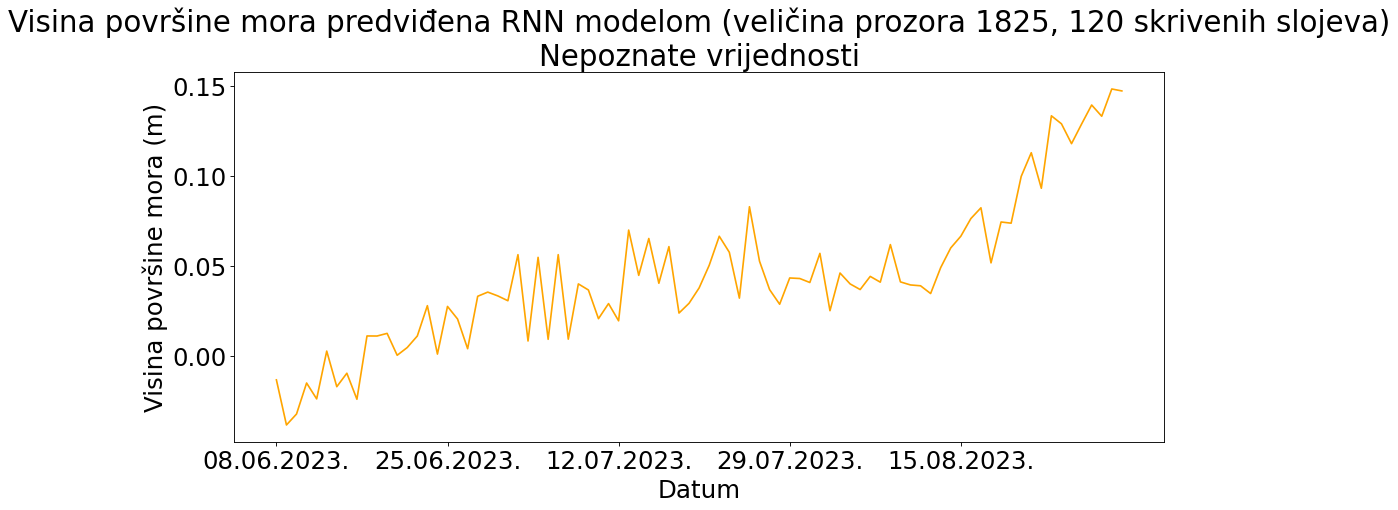 Visina površine mora predviđena RNN modelom (veličina prozora 1825, 120 skrivenih slojeva)
Nepoznate vrijednosti
Visina površine mora (m)
0.15
0.10
0.05
0.00
08.06.2023. 25.06.2023. 12.07.2023. 29.07.2023. 15.08.2023.
Datum